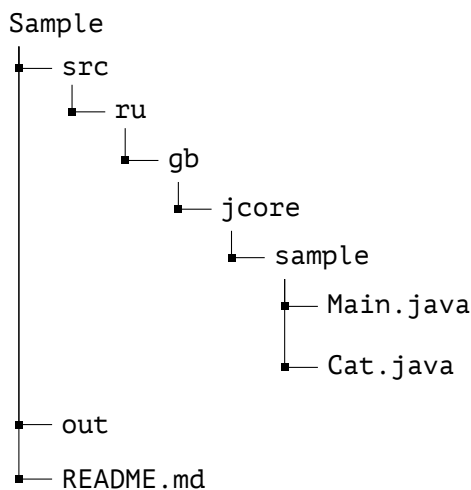 Sample
src
ru
gb
jcore
sample
Main.java
Cat.java
out
README.md